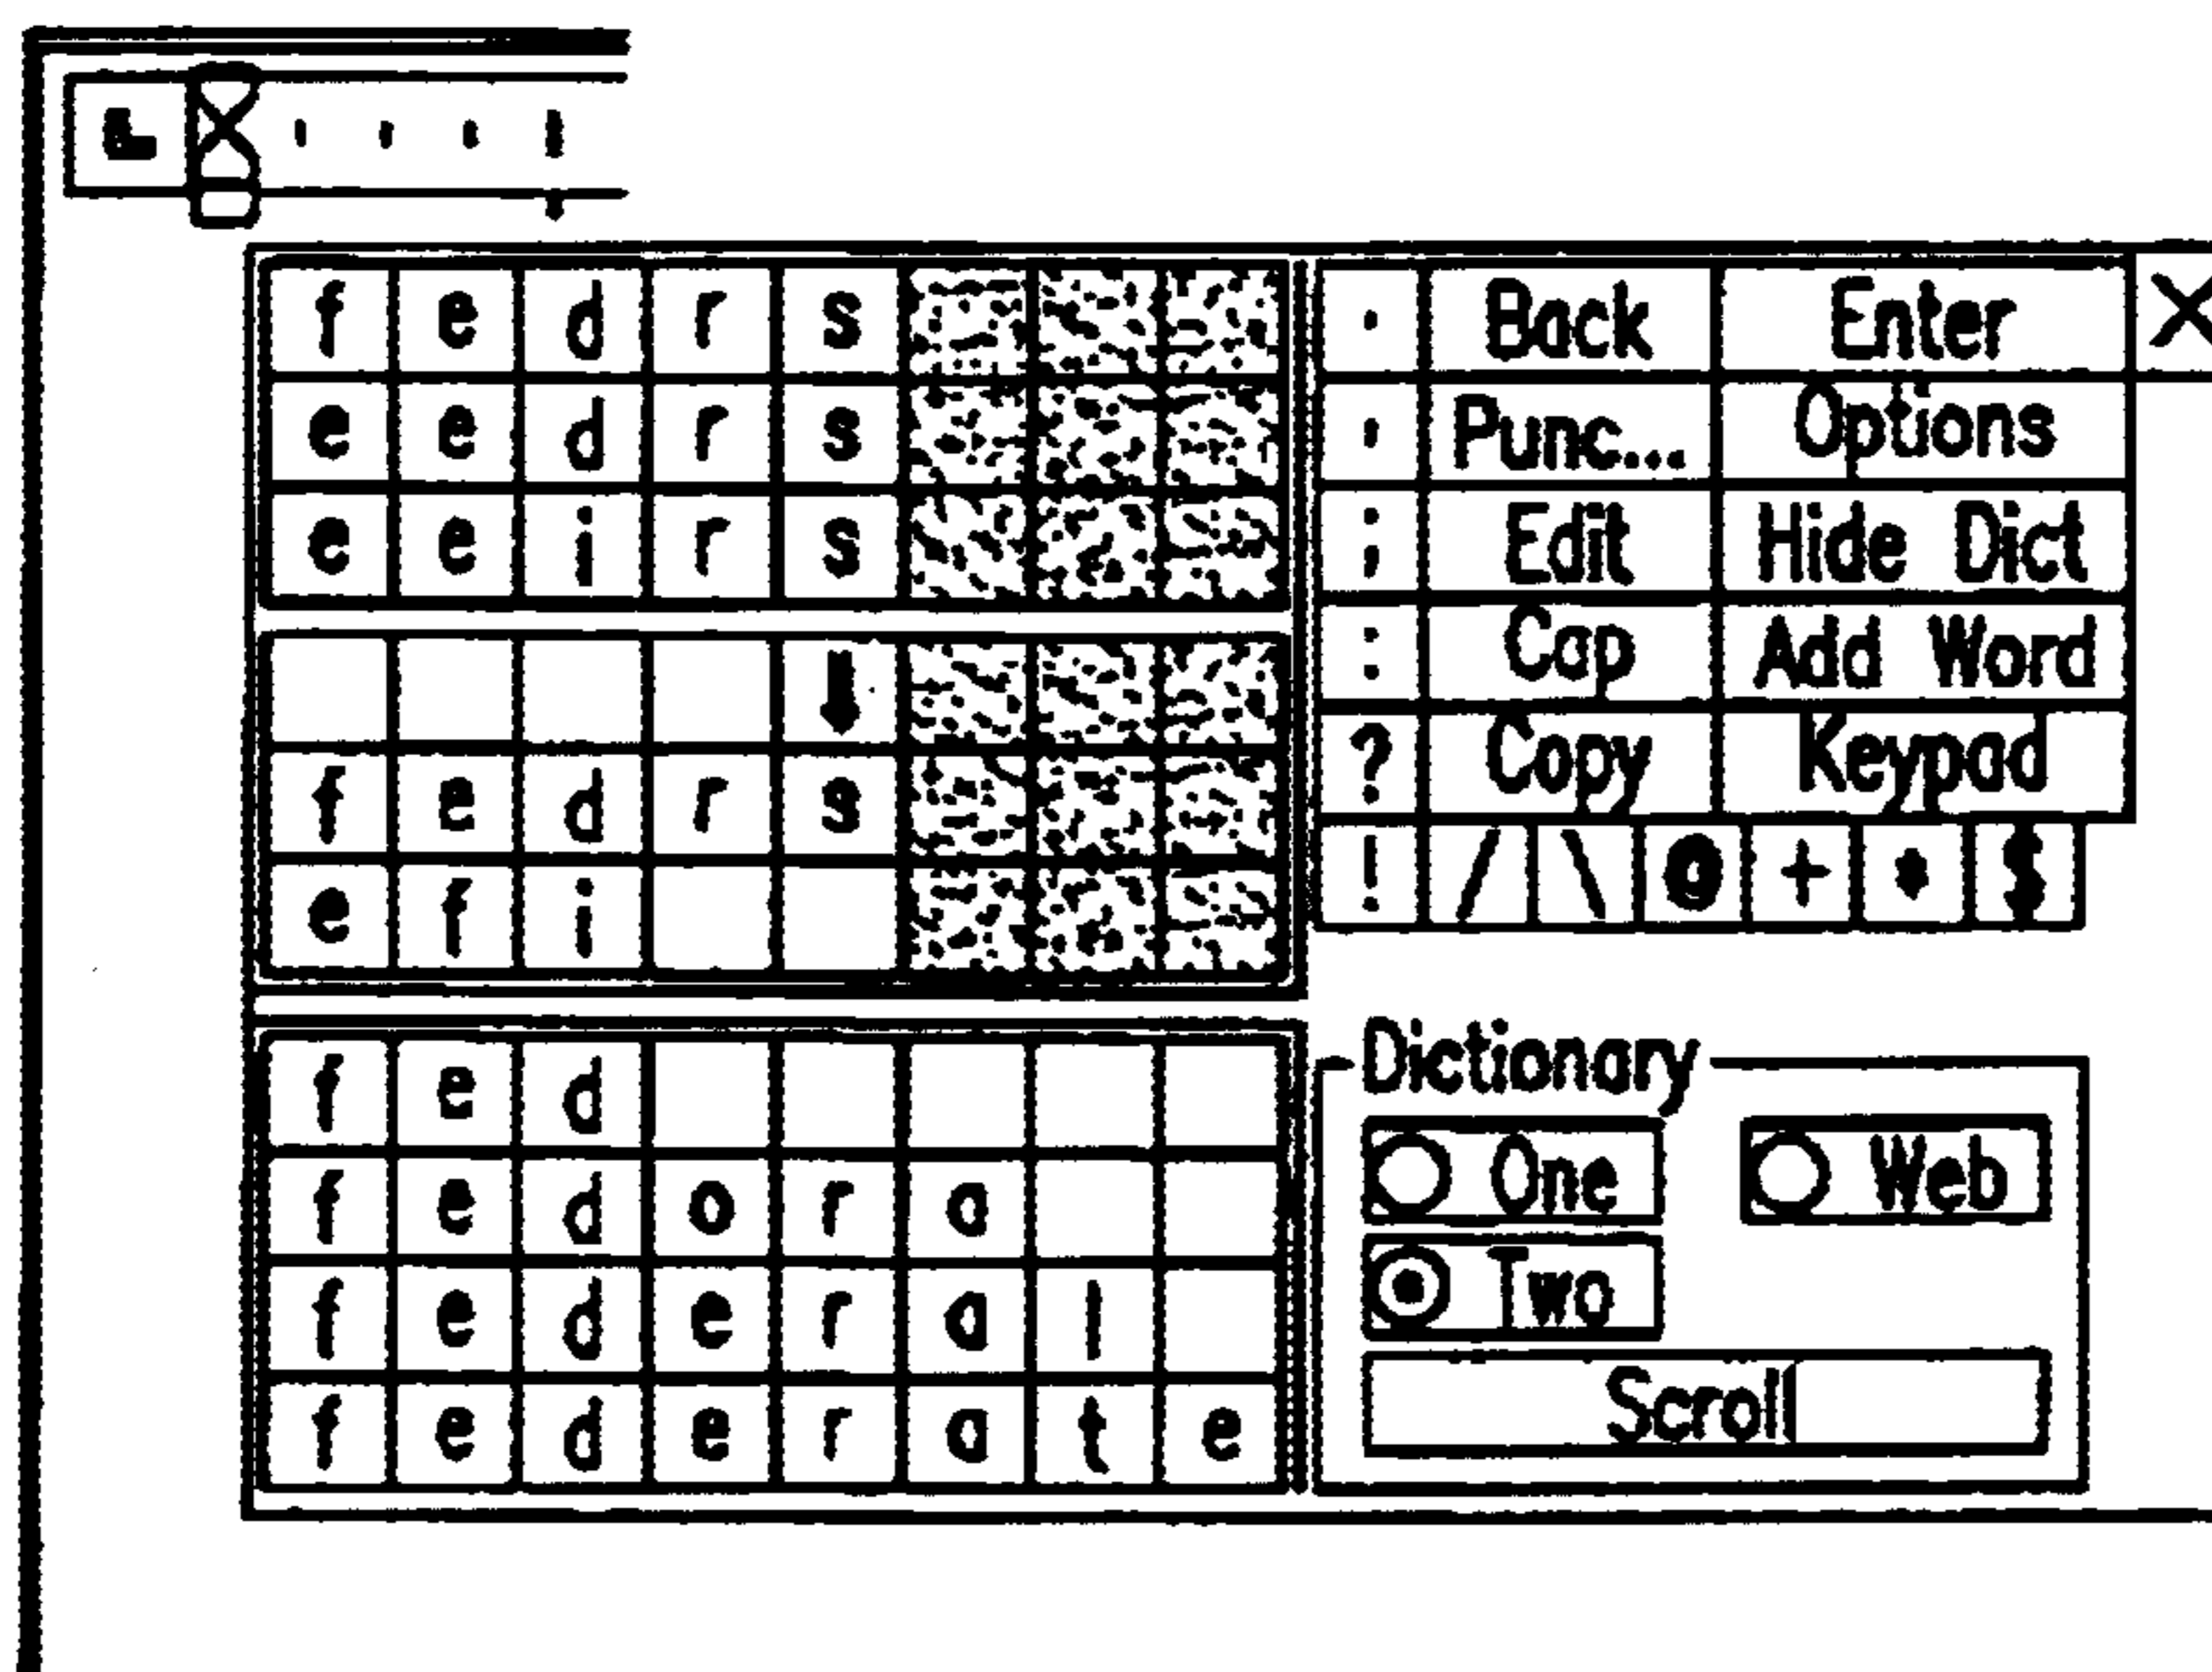 f e d r s
e e d r s
e e i r s
f e d r s
e f i
f e d
f e d o r a
f e d e r a l
f e d e r a t e
. Back Enter X
Punc... Options
; Edit Hide Dict
: Cap Add Word
? Copy Keypad
! / \ @ +
Dictionary
One Web
Two
Scroll